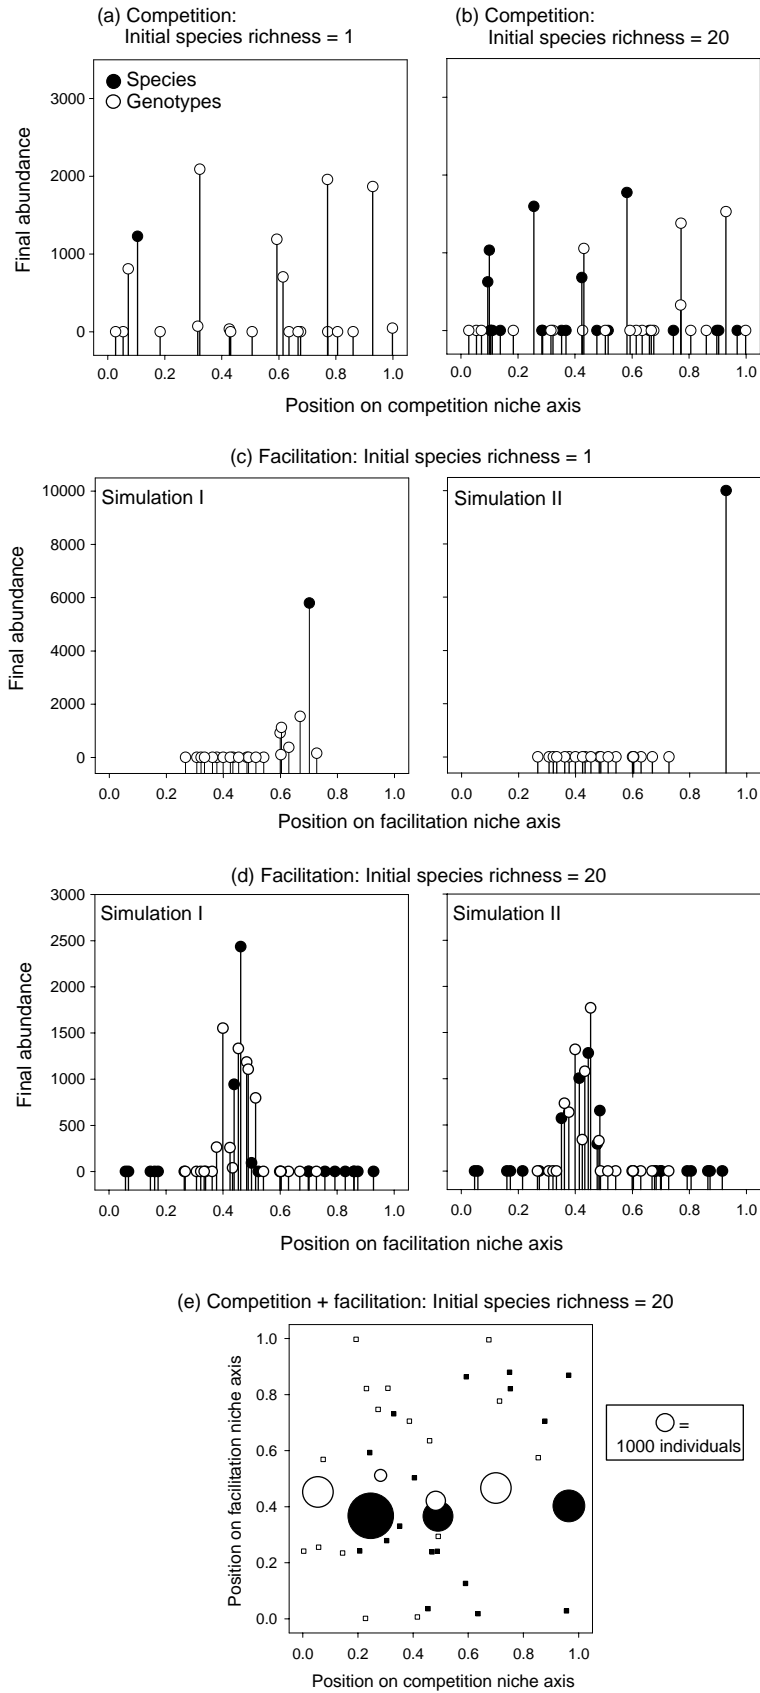 (a) Competition:
Initial species richness = 1
(b) Competition:
Initial species richness = 20
Species
Genotypes
Final abundance
3000
2000
1000
0
0.0 0.2 0.4 0.6 0.8 1.0
0.0 0.2 0.4 0.6 0.8 1.0
Position on competition niche axis
(c) Facilitation: Initial species richness = 1
Simulation I
Simulation II
Final abundance
10000
8000
6000
4000
2000
0
0.0 0.2 0.4 0.6 0.8 1.0
0.0 0.2 0.4 0.6 0.8 1.0
Position on facilitation niche axis
(d) Facilitation: Initial species richness = 20
Simulation I
Simulation II
Final abundance
3000
2500
2000
1500
1000
500
0
0.0 0.2 0.4 0.6 0.8 1.0
0.0 0.2 0.4 0.6 0.8 1.0
Position on facilitation niche axis
(e) Competition + facilitation: Initial species richness = 20
Position on facilitation niche axis
1.0
0.8
0.6
0.4
0.2
0.0
0.0 0.2 0.4 0.6 0.8 1.0
Position on competition niche axis
=
1000 individuals